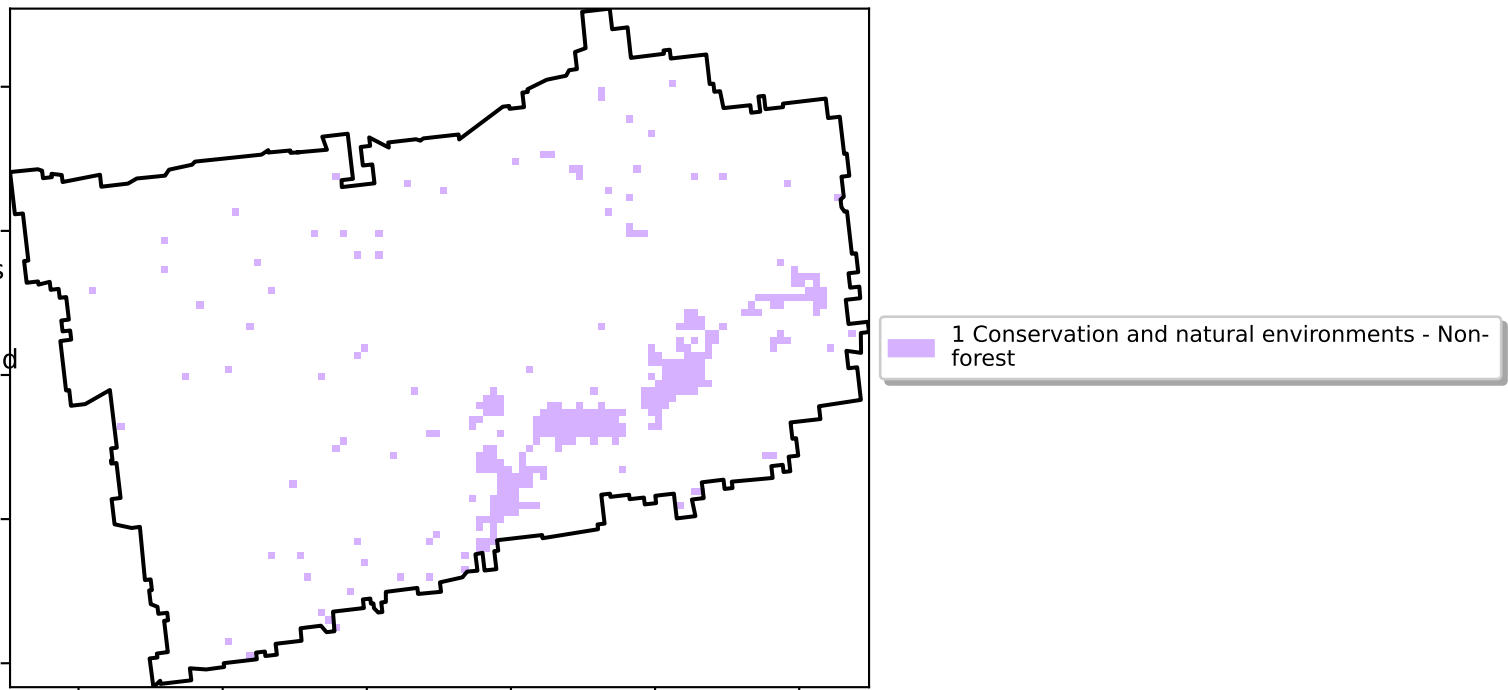 s
d
1 Conservation and natural environments - Non-
forest